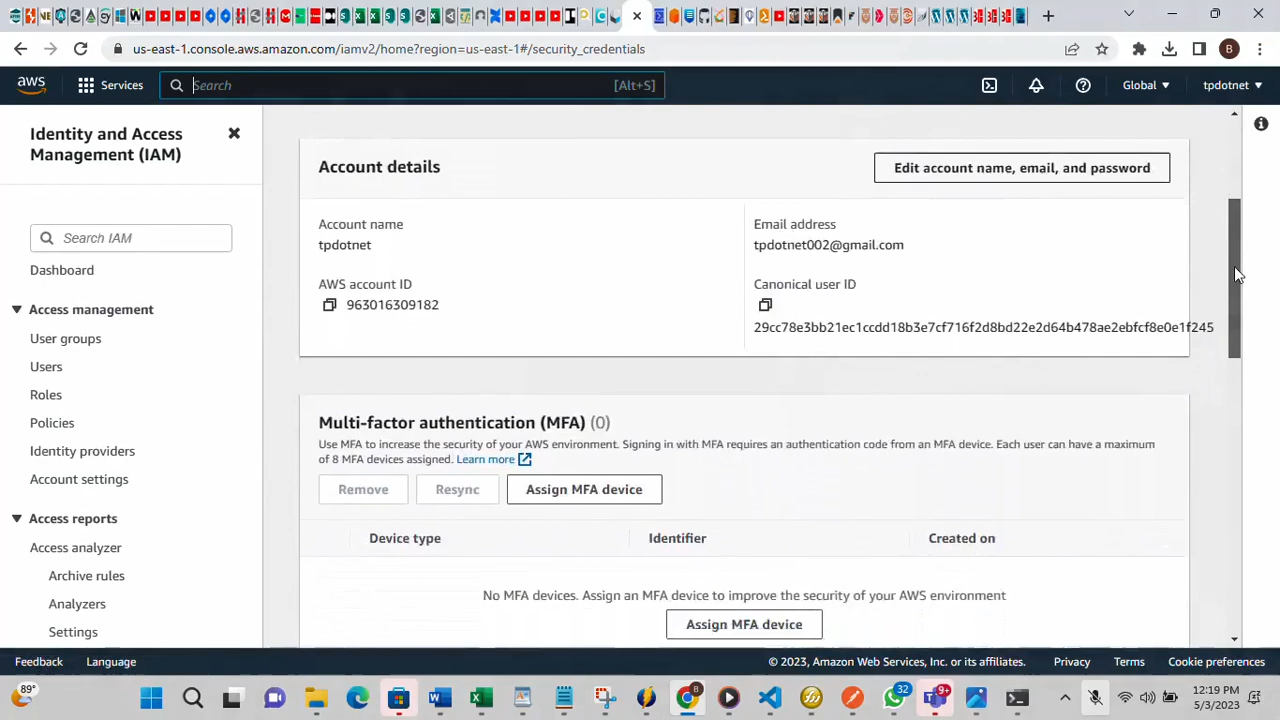 us-east-1.console.aws.amazon.com/iamv2/home?region=us-east-1#/security_credentials
B
aws
Services
Search
[Alt+S]
Global
tpdotnet
Identity and Access
Management (IAM)
Search IAM
Dashboard
Access management
User groups
Users
Roles
Policies
Identity providers
Account settings
Access reports
Access analyzer
Archive rules
Analyzers
Settings
Account details
Edit account name, email, and password
Account name
tpdotnet
Email address
tpdotnet002@gmail.com
AWS account ID
963016309182
Canonical user ID
29cc78e3bb21ec1ccdd18b3e7cf716f2d8bd22e2d64b478ae2ebfcf8e0e1f245
Multi-factor authentication (MFA) (0)
Use MFA to increase the security of your AWS environment. Signing in with MFA requires an authentication code from an MFA device. Each user can have a maximum
of 8 MFA devices assigned. Learn more
Remove
Resync
Assign MFA device
Device type
Identifier
Created on
No MFA devices. Assign an MFA device to improve the security of your AWS environment
Assign MFA device
Feedback
Language
© 2023, Amazon Web Services, Inc. or its affiliates.
Privacy
Terms
Cookie preferences
89°
B
32
9+
12:19 PM
5/3/2023